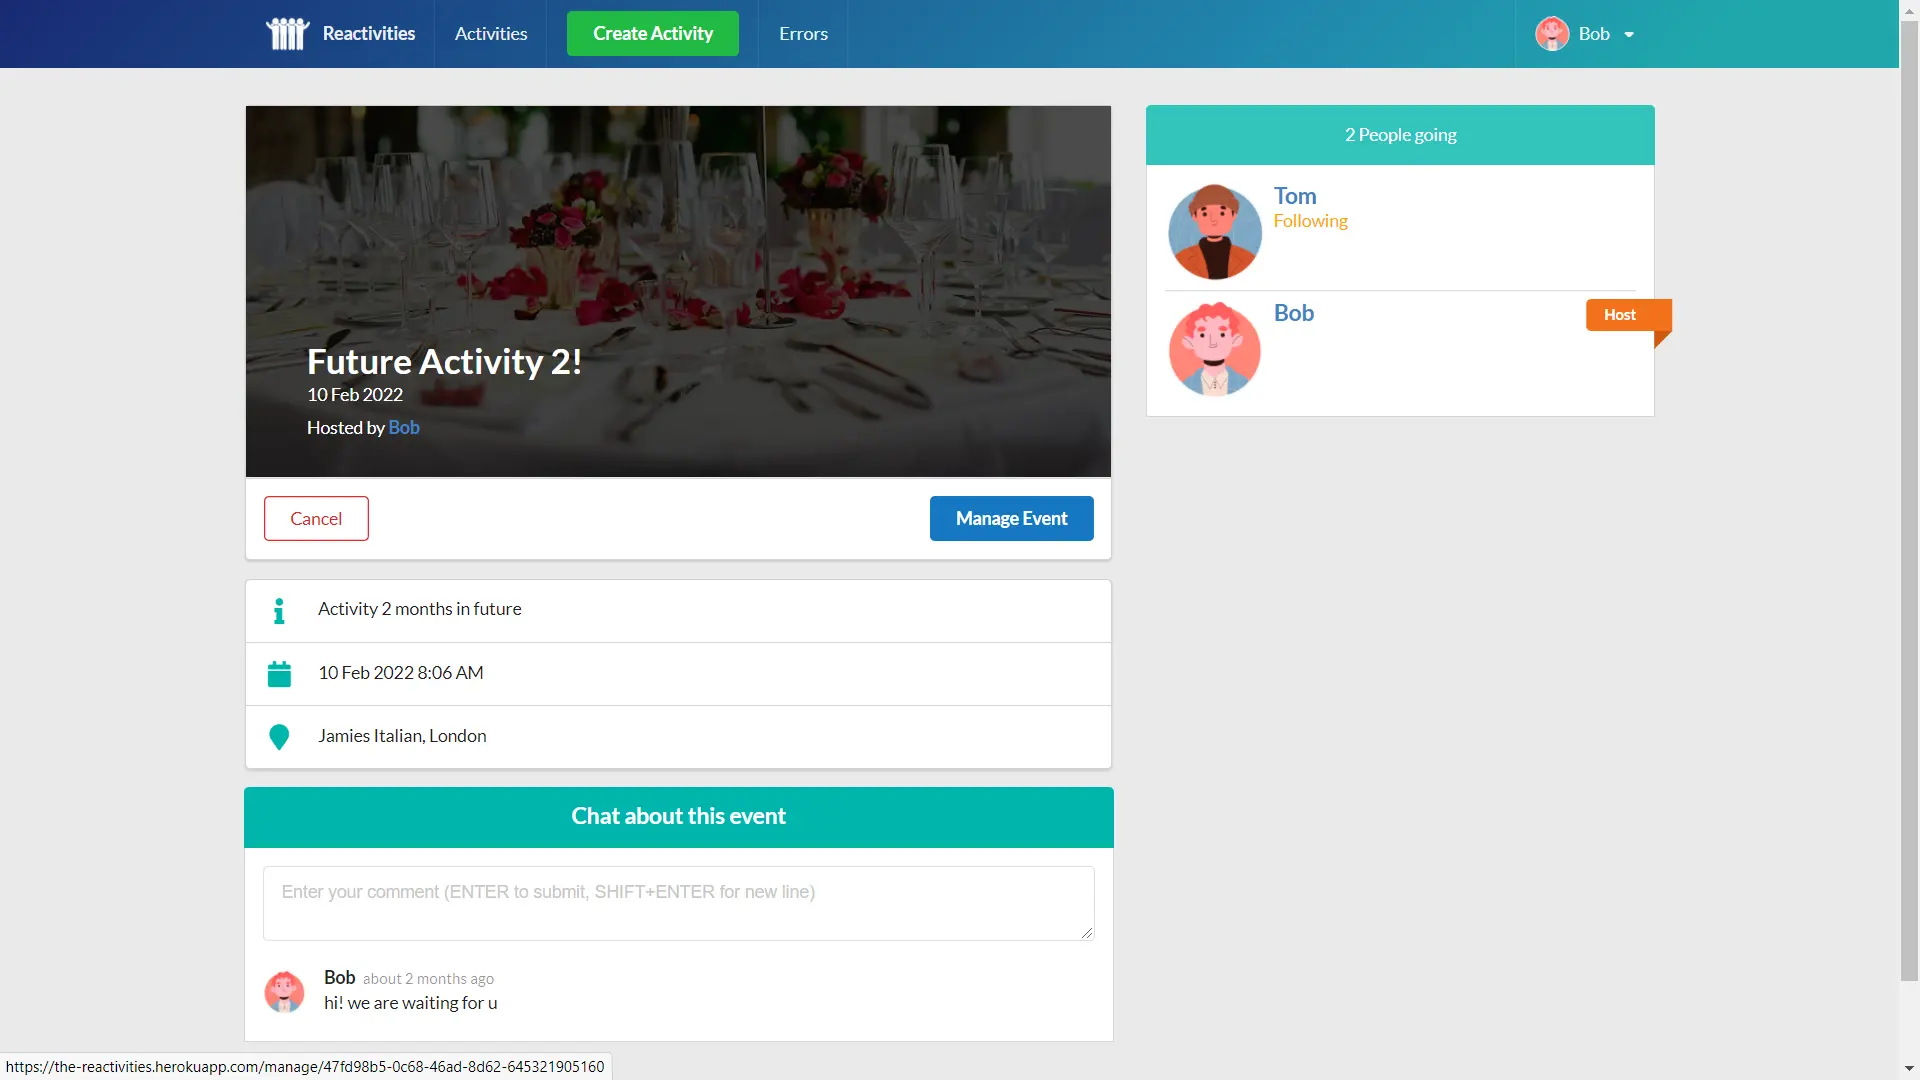 Reactivities
Activities
Create Activity
Errors
Bob
Future Activity 2!
10 Feb 2022
Hosted by Bob
Cancel
Manage Event
Activity 2 months in future
10 Feb 2022 8:06 AM
Jamies Italian, London
Chat about this event
Enter your comment (ENTER to submit, SHIFT+ENTER for new line)
Bob about 2 months ago
hi! we are waiting for u
2 People going
Tom
Following
Bob
Host
https://the-reactivities.herokuapp.com/manage/47fd98b5-0c68-46ad-8d62-645321905160